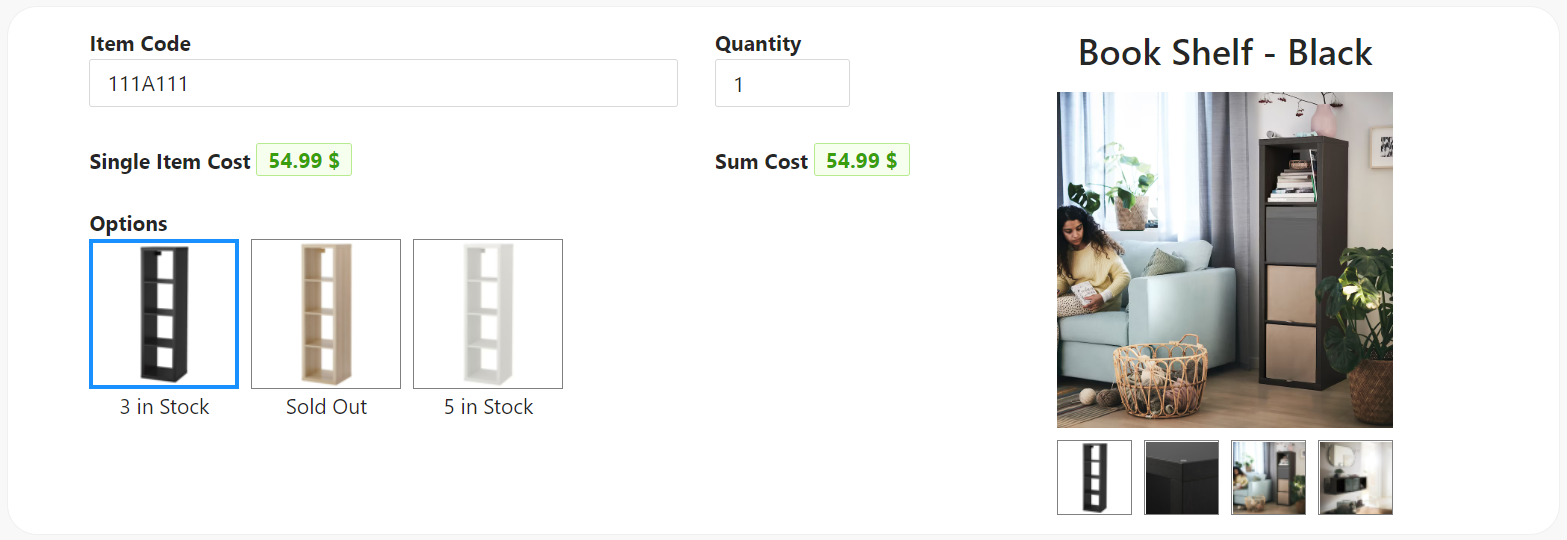 Item Code
111A111
Quantity
1
Single Item Cost 54.99 $
Sum Cost 54.99 $
Options
3 in Stock
Sold Out
5 in Stock
Book Shelf - Black